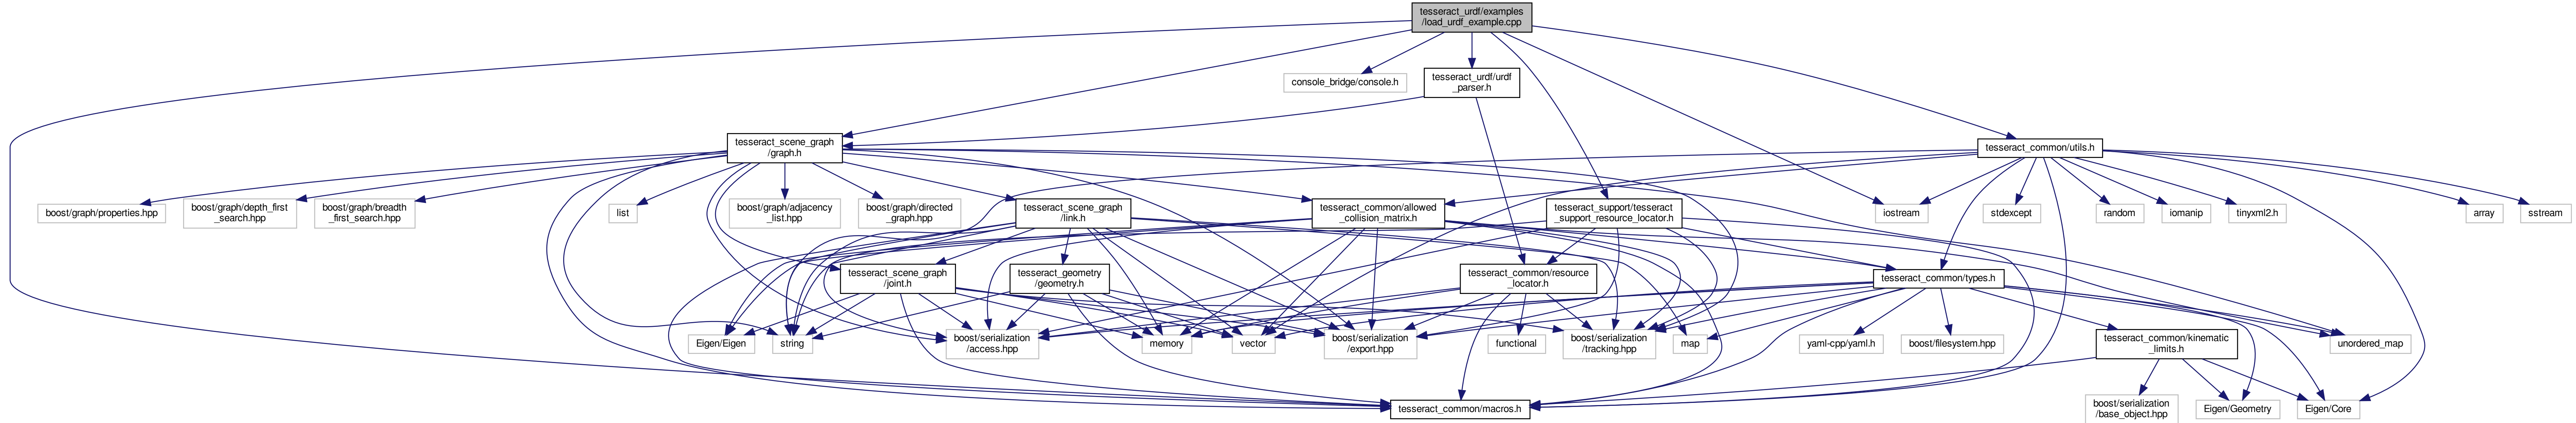 tesseract_urdf/examples
/load_urdf_example.cpp
console_bridge/console.h
tesseract_urdf/urdf
_parser.h
tesseract_scene_graph
/graph.h
tesseract_common/utils.h
boost/graph/properties.hpp
boost/graph/depth_first
_search.hpp
boost/graph/breadth
_first_search.hpp
list
boost/graph/adjacency
_list.hpp
boost/graph/directed
_graph.hpp
tesseract_scene_graph
/link.h
tesseract_common/allowed
_collision_matrix.h
tesseract_support/tesseract
_support_resource_locator.h
iostream
stdexcept
random
iomanip
tinyxml2.h
array
sstream
tesseract_scene_graph
/joint.h
tesseract_geometry
/geometry.h
tesseract_common/resource
_locator.h
tesseract_common/types.h
Eigen/Eigen
string
boost/serialization
/access.hpp
memory
vector
boost/serialization
/export.hpp
functional
boost/serialization
/tracking.hpp
map
yaml-cpp/yaml.h
boost/filesystem.hpp
tesseract_common/kinematic
_limits.h
unordered_map
tesseract_common/macros.h
boost/serialization
/base_object.hpp
Eigen/Geometry
Eigen/Core